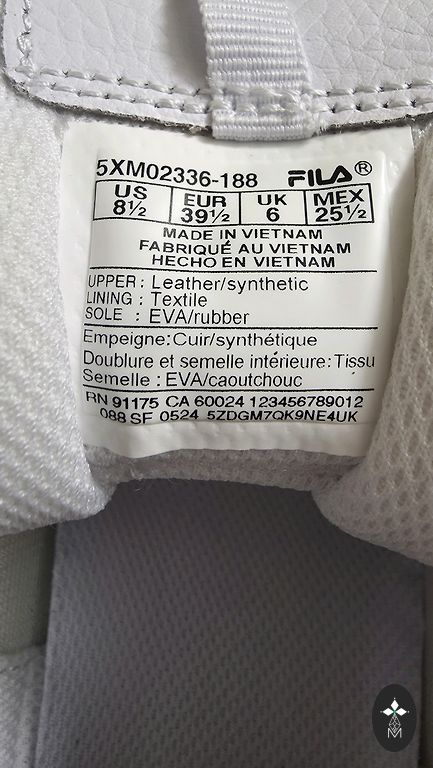 5XM02336-188 FILA®
US EUR UK MEX
8½ 39½ 6 25½
MADE IN VIETNAM
FABRIQUÉ AU VIETNAM
HECHO EN VIETNAM
UPPER : Leather/synthetic
LINING : Textile
SOLE : EVA/rubber
Empeigne:Cuir/synthétique
Doublure et semelle intérieure:Tissu
Semelle : EVA/caoutchouc
RN 91175 CA 60024 123456789012
088 SF 0524 5ZDGM7QK9NE4UK
M